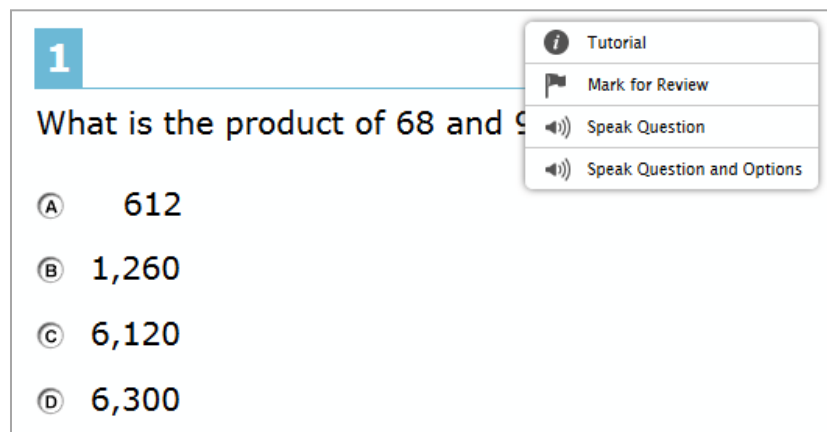 1
What is the product of 68 and
A 612
B 1,260
C 6,120
D 6,300
Tutorial
Mark for Review
Speak Question
Speak Question and Options